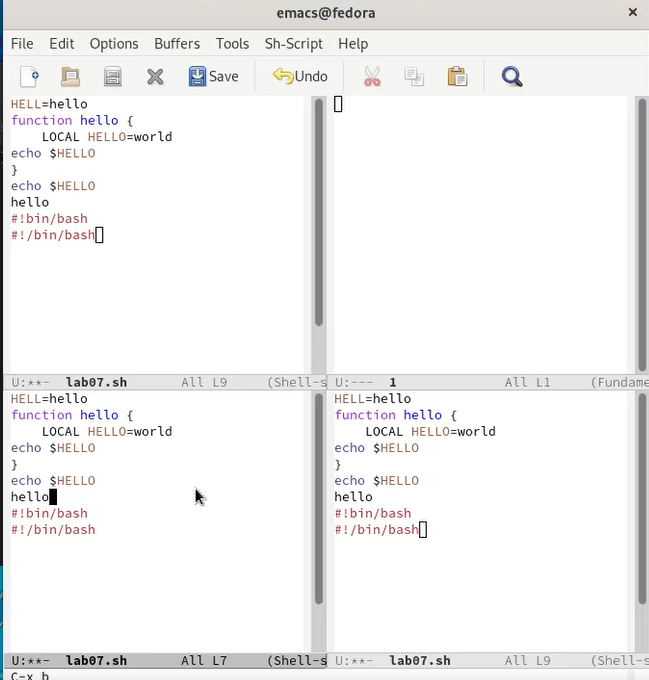 emacs@fedora
×
File Edit Options Buffers Tools Sh-Script Help
Save Undo
HELL=hello
function hello {
    LOCAL HELLO=world
echo $HELLO
}
echo $HELLO
hello
#!bin/bash
#!/bin/bash
U:**- lab07.sh All L9 (Shell-s
U:--- 1 All L1 (Fundame
HELL=hello
function hello {
    LOCAL HELLO=world
echo $HELLO
}
echo $HELLO
hello
#!bin/bash
#!/bin/bash
U:**- lab07.sh All L7 (Shell-s
HELL=hello
function hello {
    LOCAL HELLO=world
echo $HELLO
}
echo $HELLO
hello
#!bin/bash
#!/bin/bash
U:**- lab07.sh All L9 (Shell-s
C-x b